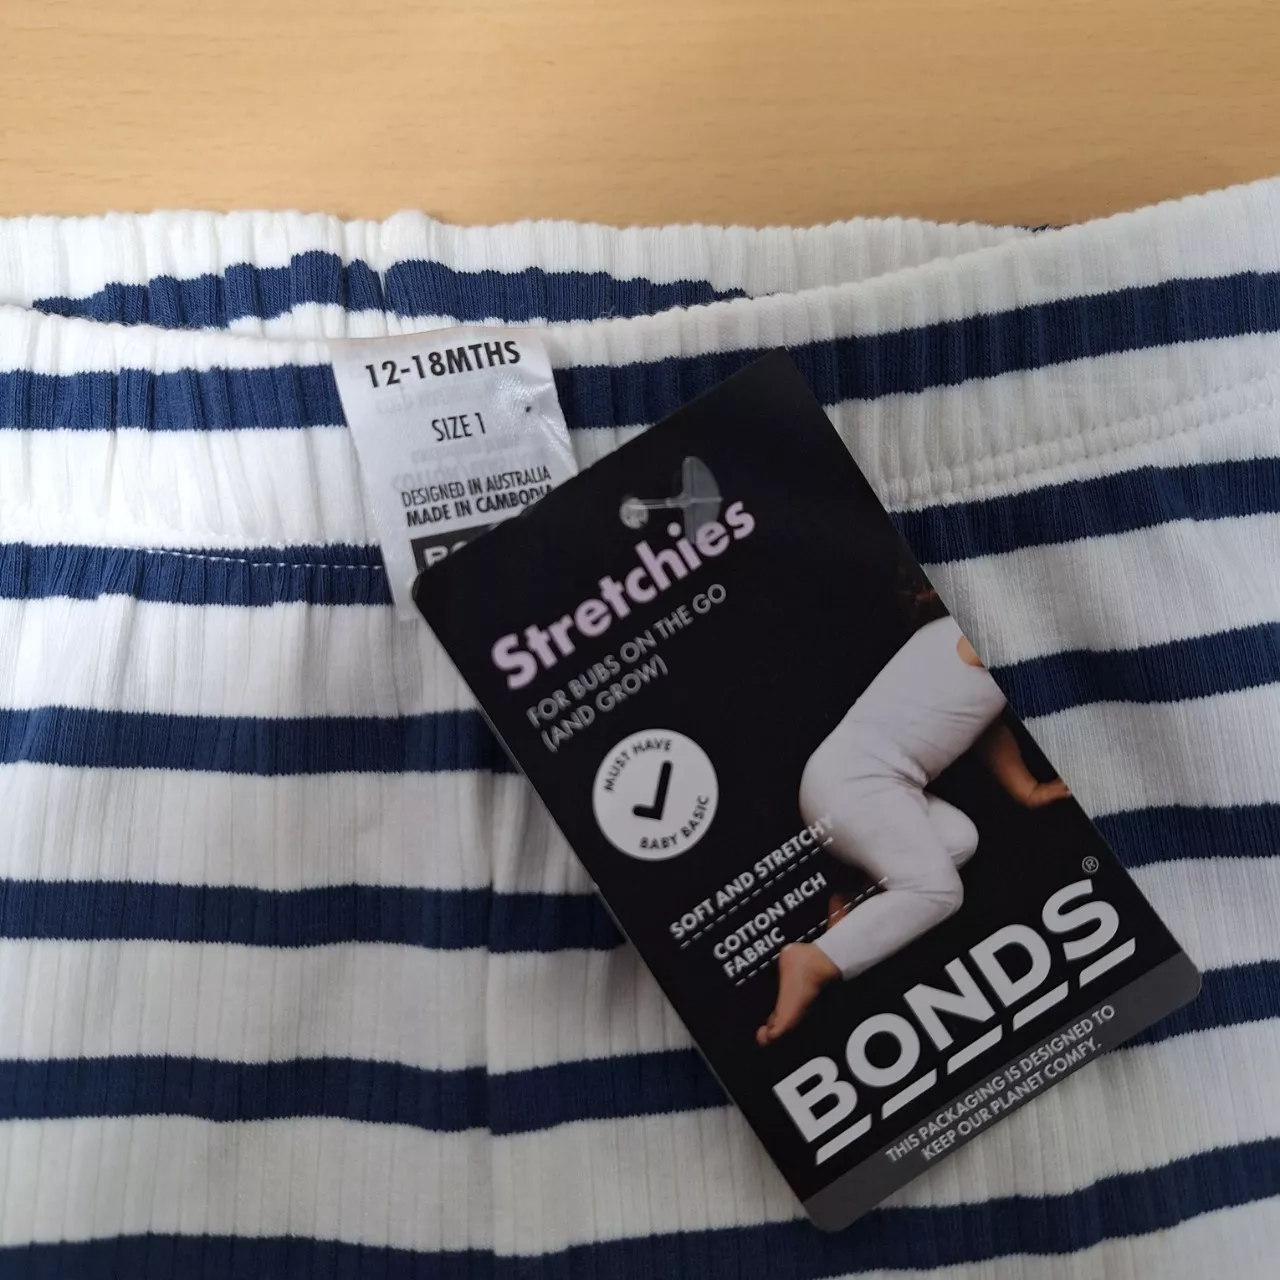 12-18MTHS
SIZE 1
DESIGNED IN AUSTRALIA
MADE IN CAMBODIA
Stretchies
FOR BUBS ON THE GO
(AND GROW)
MUST HAVE
BABY BASIC
SOFT AND STRETCHY
COTTON RICH
FABRIC
BONDS®
THIS PACKAGING IS DESIGNED TO
KEEP OUR PLANET COMFY.